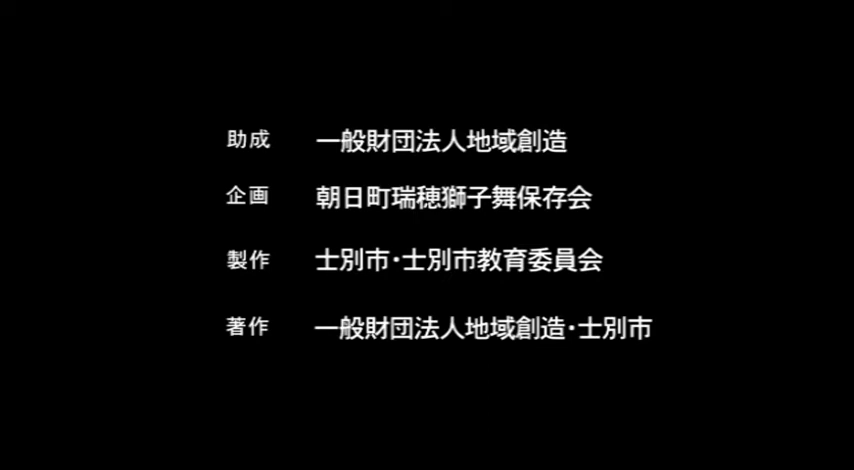 助成 一般財団法人地域創造
企画 朝日町瑞穂獅子舞保存会
製作 士別市・士別市教育委員会
著作 一般財団法人地域創造・士別市